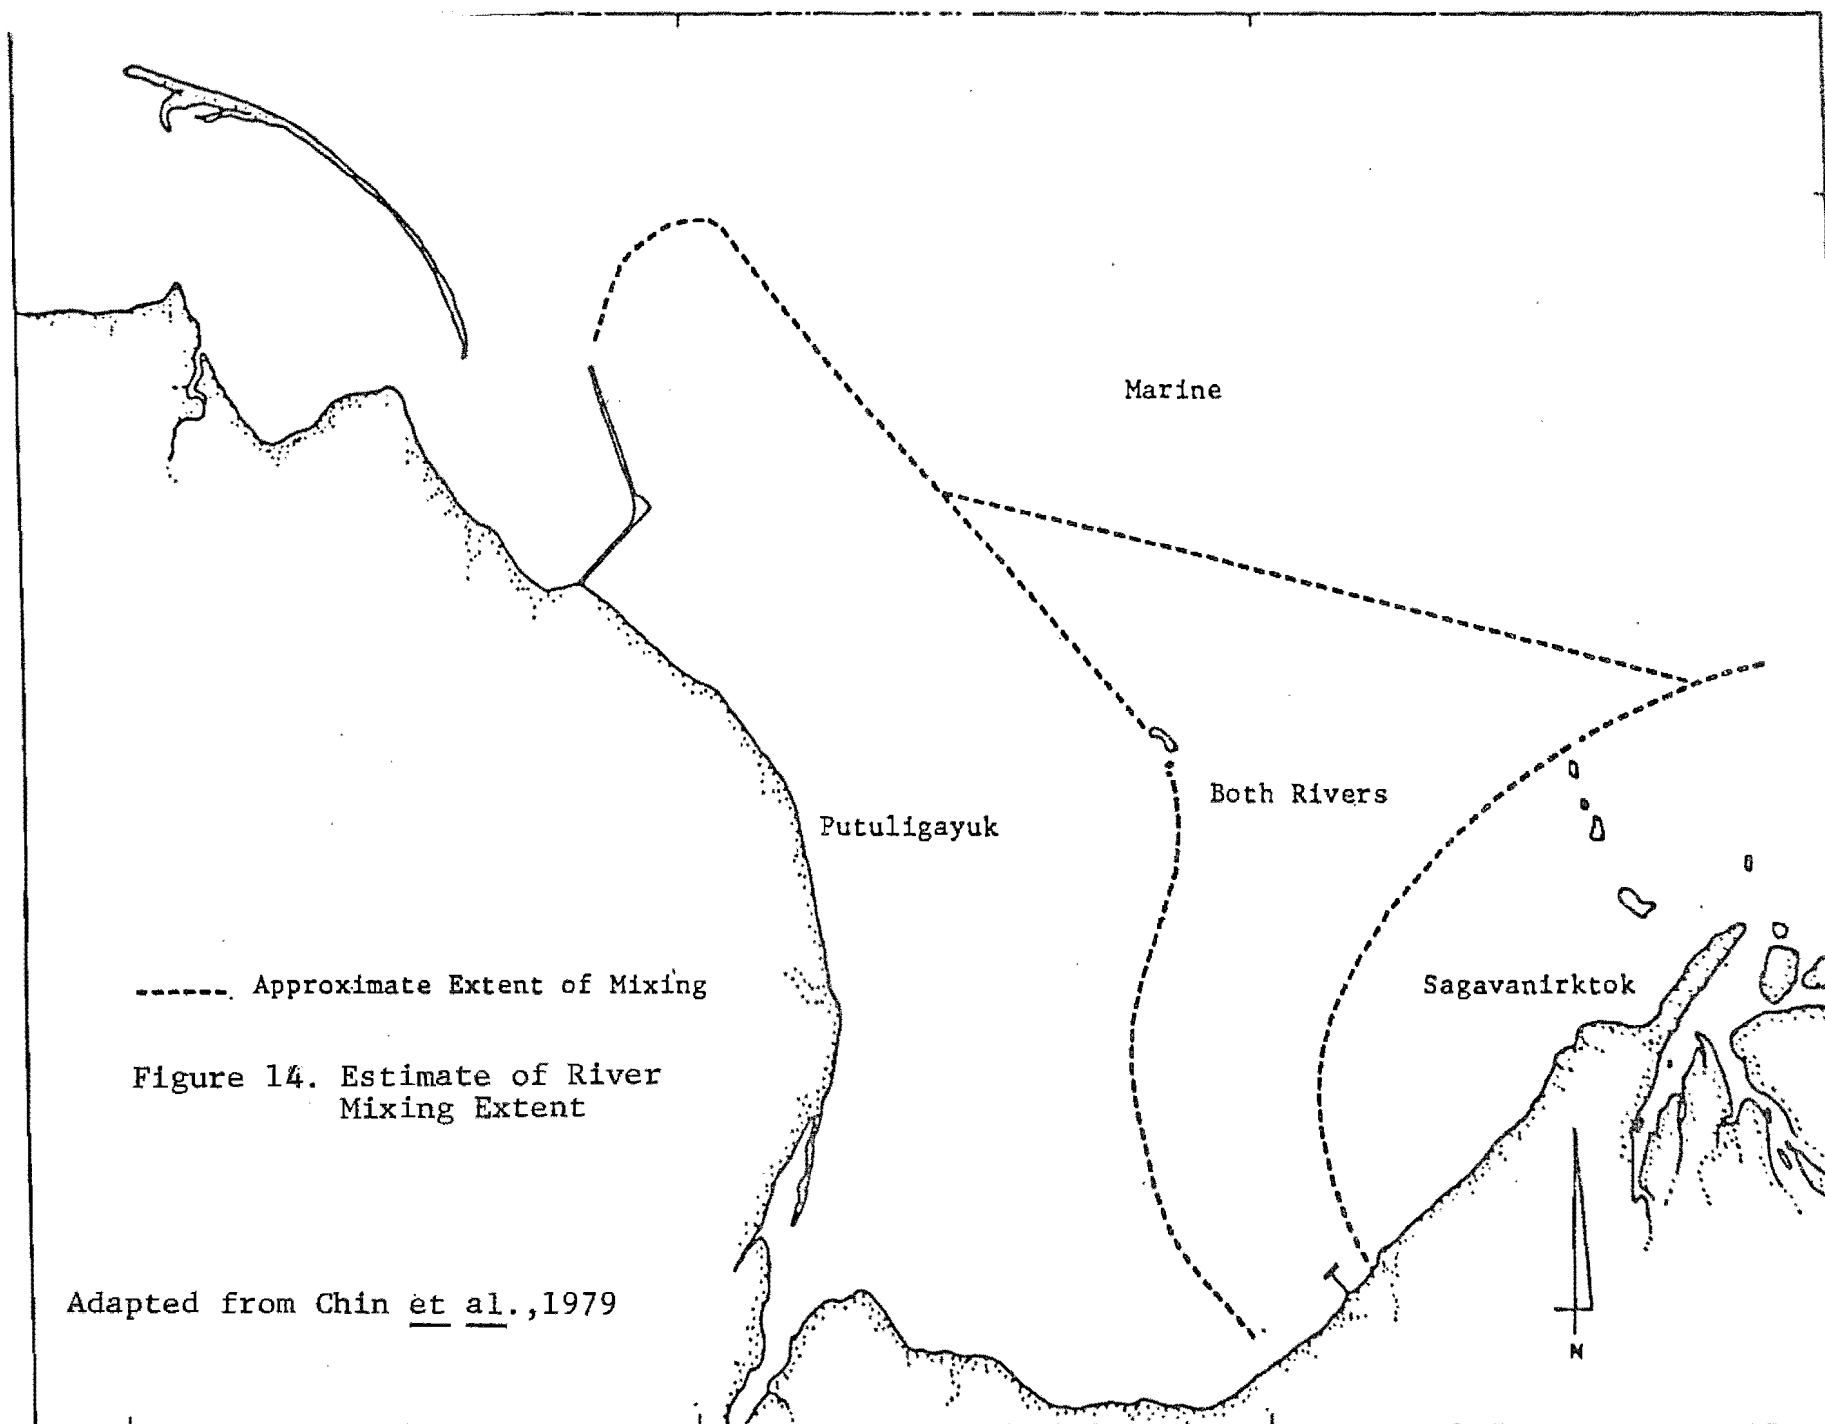 Marine
Both Rivers
Putuligayuk
Sagavanirktok
------ Approximate Extent of Mixing
Figure 14. Estimate of River
Mixing Extent
Adapted from Chin et al.,1979
N